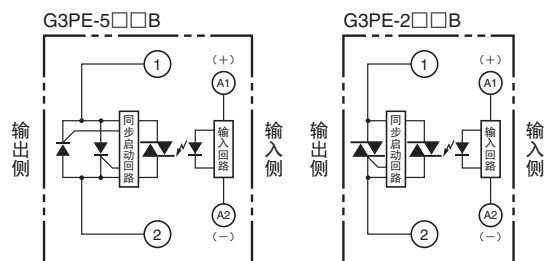 G3PE-5□□B
1
(+)
A1
输出侧
同步启动回路
输入回路
输入侧
A2
(−)
2
G3PE-2□□B
1
(+)
A1
输出侧
同步启动回路
输入回路
输入侧
A2
(−)
2